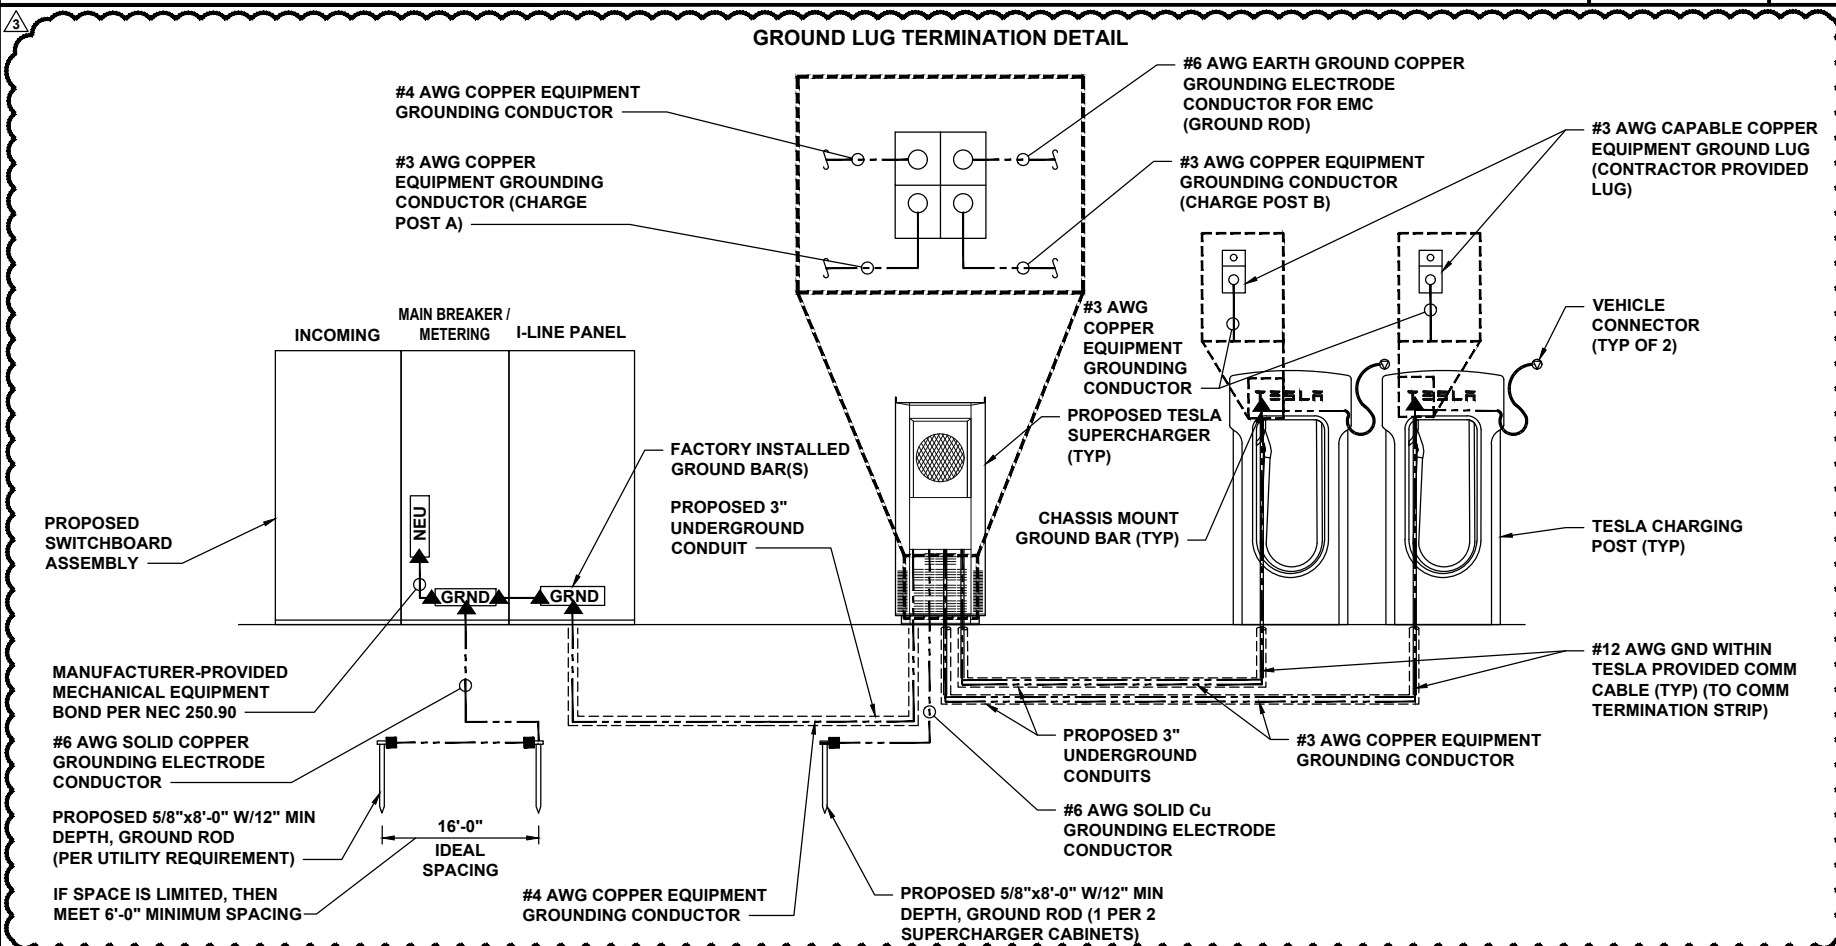 3
GROUND LUG TERMINATION DETAIL
#4 AWG COPPER EQUIPMENT
GROUNDING CONDUCTOR
#3 AWG COPPER
EQUIPMENT GROUNDING
CONDUCTOR (CHARGE
POST A)
#6 AWG EARTH GROUND COPPER
GROUNDING ELECTRODE
CONDUCTOR FOR EMC
(GROUND ROD)
#3 AWG COPPER EQUIPMENT
GROUNDING CONDUCTOR
(CHARGE POST B)
#3 AWG CAPABLE COPPER
EQUIPMENT GROUND LUG
(CONTRACTOR PROVIDED
LUG)
#3 AWG
COPPER
EQUIPMENT
GROUNDING
CONDUCTOR
VEHICLE
CONNECTOR
(TYP OF 2)
INCOMING
MAIN BREAKER /
METERING
I-LINE PANEL
PROPOSED TESLA
SUPERCHARGER
(TYP)
TESLA
TESLA
FACTORY INSTALLED
GROUND BAR(S)
PROPOSED 3"
UNDERGROUND
CONDUIT
CHASSIS MOUNT
GROUND BAR (TYP)
TESLA CHARGING
POST (TYP)
PROPOSED
SWITCHBOARD
ASSEMBLY
NEU
GRND
GRND
MANUFACTURER-PROVIDED
MECHANICAL EQUIPMENT
BOND PER NEC 250.90
#6 AWG SOLID COPPER
GROUNDING ELECTRODE
CONDUCTOR
PROPOSED 5/8"x8'-0" W/12" MIN
DEPTH, GROUND ROD
(PER UTILITY REQUIREMENT)
IF SPACE IS LIMITED, THEN
MEET 6'-0" MINIMUM SPACING
16'-0"
IDEAL
SPACING
#4 AWG COPPER EQUIPMENT
GROUNDING CONDUCTOR
PROPOSED 5/8"x8'-0" W/12" MIN
DEPTH, GROUND ROD (1 PER 2
SUPERCHARGER CABINETS)
#6 AWG SOLID Cu
GROUNDING ELECTRODE
CONDUCTOR
PROPOSED 3"
UNDERGROUND
CONDUITS
#3 AWG COPPER EQUIPMENT
GROUNDING CONDUCTOR
#12 AWG GND WITHIN
TESLA PROVIDED COMM
CABLE (TYP) (TO COMM
TERMINATION STRIP)